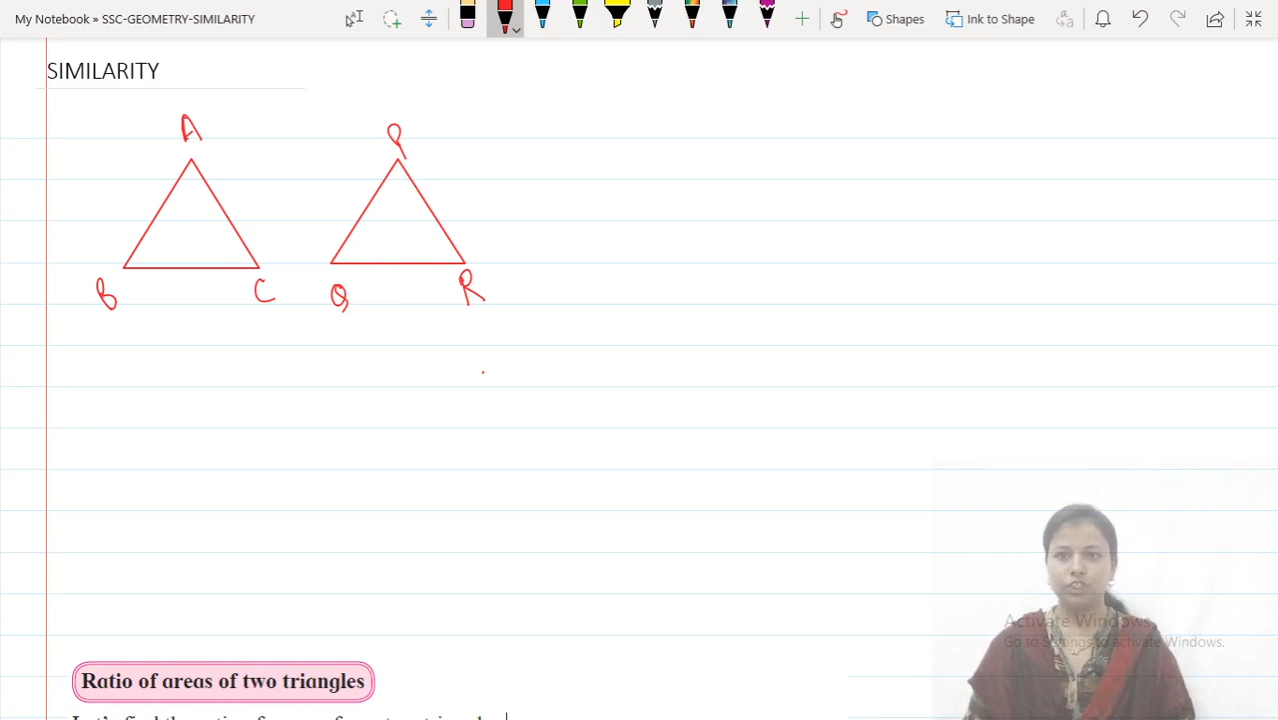 My Notebook » SSC-GEOMETRY-SIMILARITY
Shapes
Ink to Shape
SIMILARITY
A
P
B
C
Q
R
Activate Windows
Go to Settings to activate Windows.
Ratio of areas of two triangles